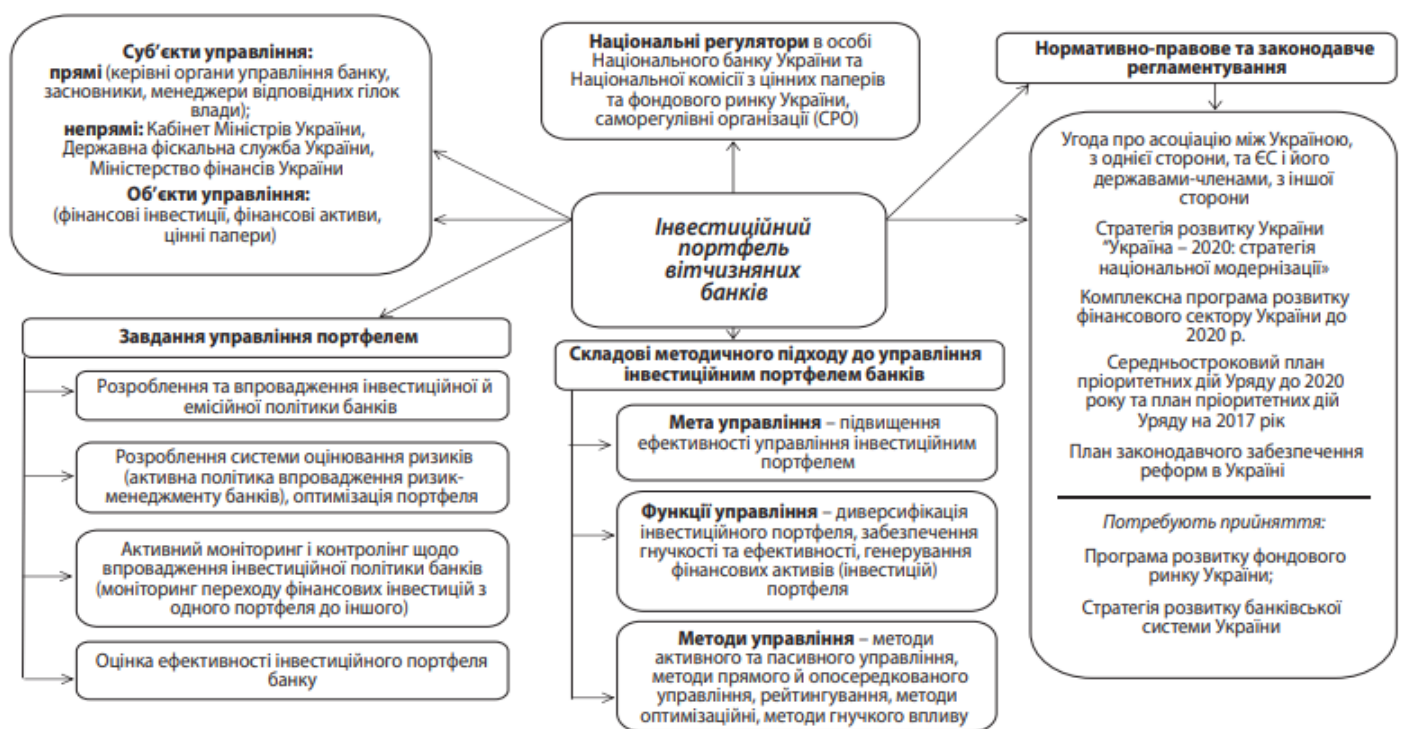 Суб’єкти управління:
прямі (керівні органи управління банку,
засновники, менеджери відповідних гілок
влади);
непрямі: Кабінет Міністрів України,
Державна фіскальна служба України,
Міністерство фінансів України
Об’єкти управління:
(фінансові інвестиції, фінансові активи,
цінні папери)
Національні регулятори в особі
Національного банку України та
Національної комісії з цінних паперів
та фондового ринку України,
саморегулівні організації (СРО)
Нормативно-правове та законодавче
регламентування
Угода про асоціацію між Україною,
з однієї сторони, та ЄС і його
державами-членами, з іншої
сторони
Стратегія розвитку України
“Україна – 2020: стратегія
національної модернізації»
Комплексна програма розвитку
фінансового сектору України до
2020 р.
Середньостроковий план
пріоритетних дій Уряду до 2020
року та план пріоритетних дій
Уряду на 2017 рік
План законодавчого забезпечення
реформ в Україні
Потребують прийняття:
Програма розвитку фондового
ринку України;
Стратегія розвитку банківської
системи України
Інвестиційний
портфель
вітчизняних
банків
Завдання управління портфелем
Розроблення та впровадження інвестиційної й
емісійної політики банків
Розроблення системи оцінювання ризиків
(активна політика впровадження ризик-
менеджменту банків), оптимізація портфеля
Активний моніторинг і контролінг щодо
впровадження інвестиційної політики банків
(моніторинг переходу фінансових інвестицій з
одного портфеля до іншого)
Оцінка ефективності інвестиційного портфеля
банку
Складові методичного підходу до управління
інвестиційним портфелем банків
Мета управління – підвищення
ефективності управління інвестиційним
портфелем
Функції управління – диверсифікація
інвестиційного портфеля, забезпечення
гнучкості та ефективності, генерування
фінансових активів (інвестицій)
портфеля
Методи управління – методи
активного та пасивного управління,
методи прямого й опосередкованого
управління, рейтингування, методи
оптимізаційні, методи гнучкого впливу